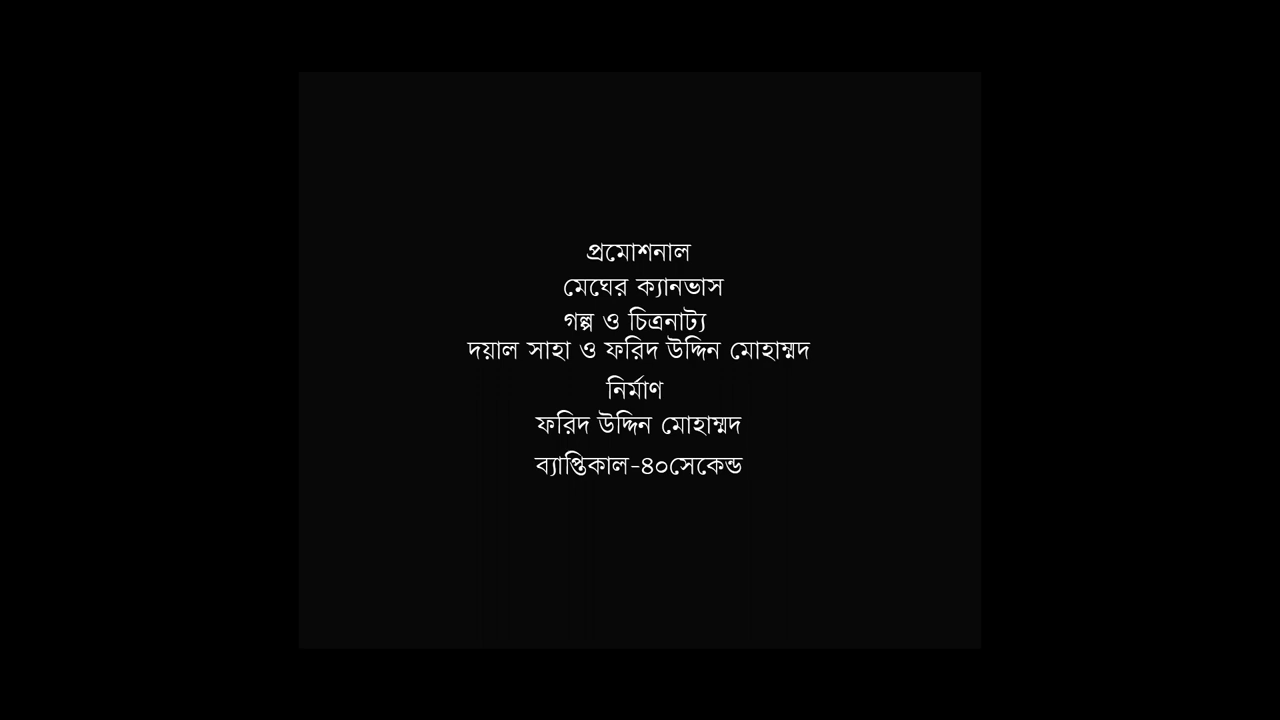 প্রমোশনাল
মেঘের ক্যানভাস
গল্প ও চিত্রনাট্য
দয়াল সাহা ও ফরিদ উদ্দিন মোহাম্মদ
নির্মাণ
ফরিদ উদ্দিন মোহাম্মদ
ব্যাপ্তিকাল-৪০সেকেন্ড